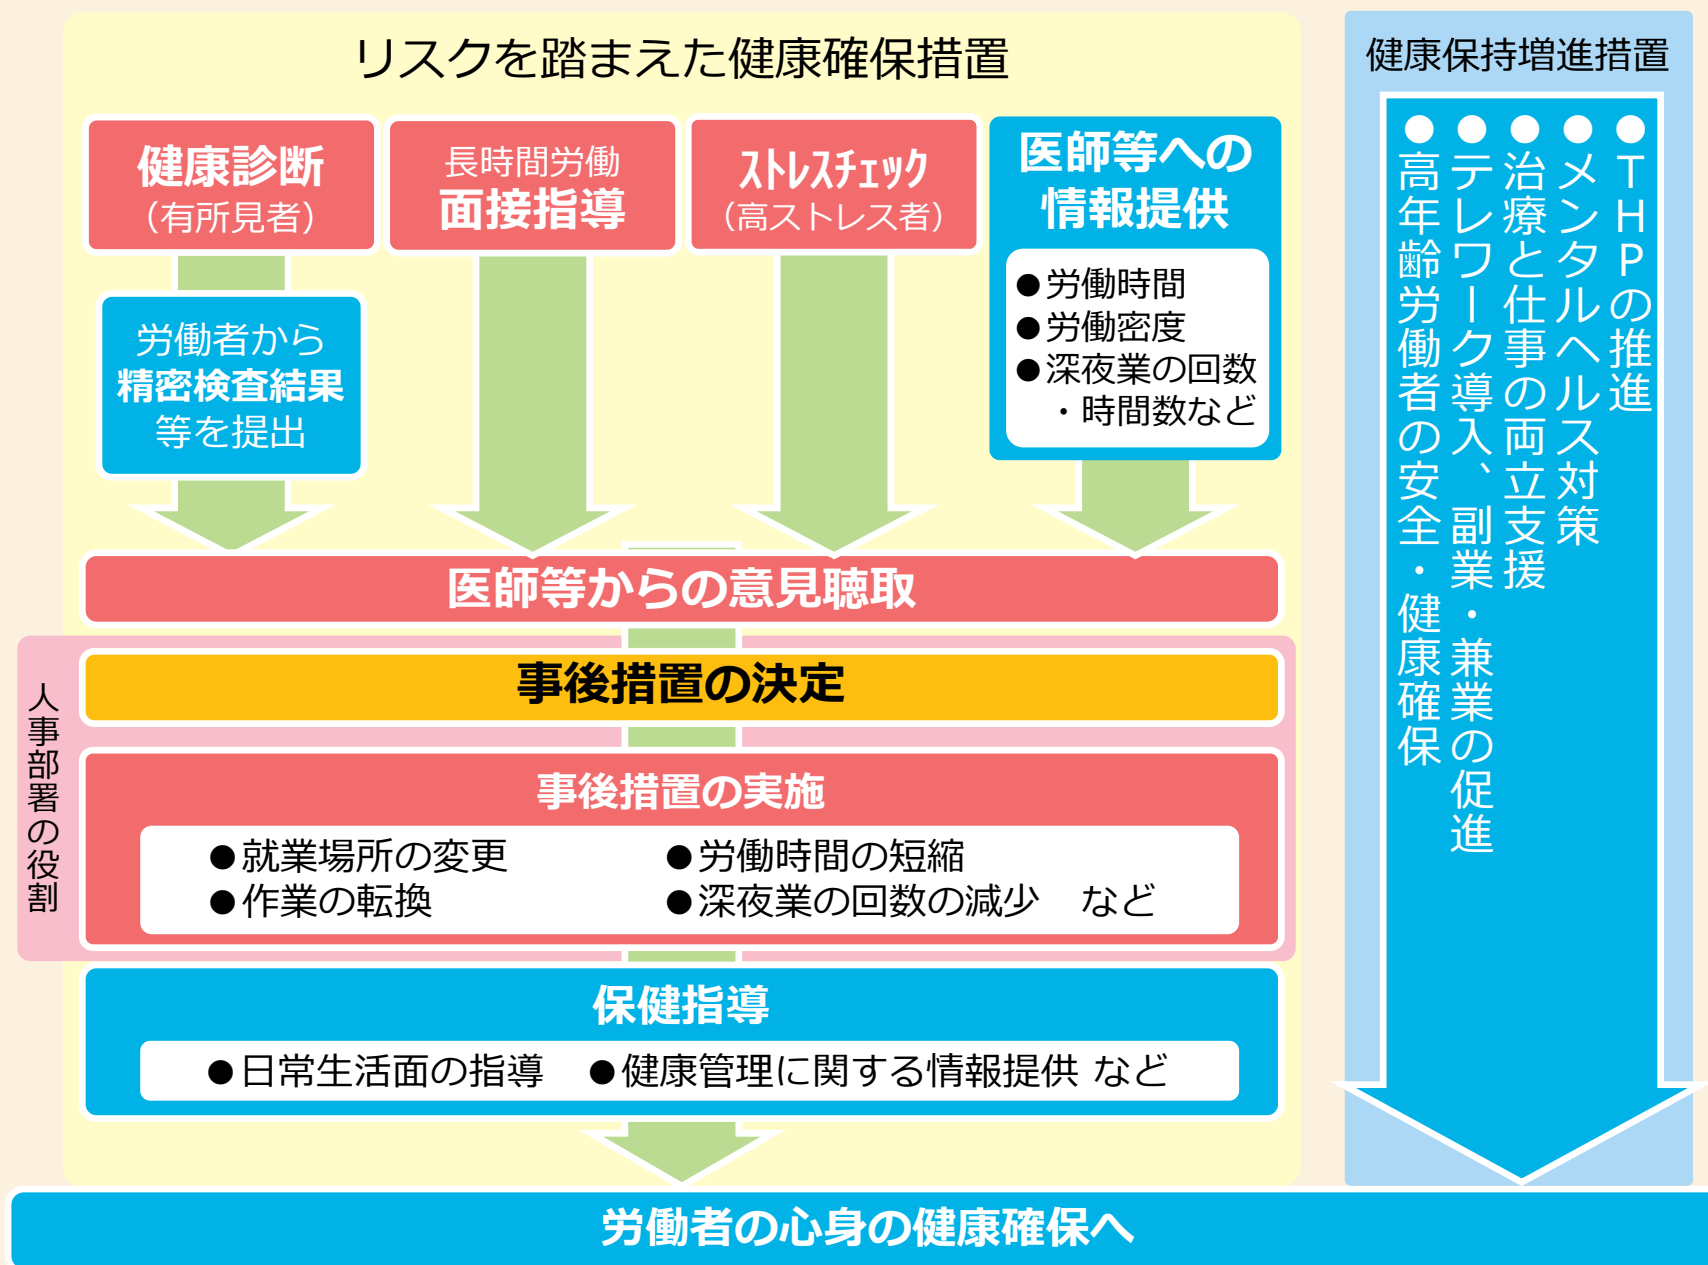 リスクを踏まえた健康確保措置
健康診断
（有所見者）
長時間労働
面接指導
ｽﾄﾚｽﾁｪｯｸ
（高ストレス者）
医師等への
情報提供
●労働時間
●労働密度
●深夜業の回数
・時間数など
労働者から
精密検査結果
等を提出
医師等からの意見聴取
人事部署の役割
事後措置の決定
事後措置の実施
●就業場所の変更 ●労働時間の短縮
●作業の転換 ●深夜業の回数の減少 など
保健指導
●日常生活面の指導 ●健康管理に関する情報提供 など
健康保持増進措置
●ＴＨＰの推進
●メンタルヘルス対策
●治療と仕事の両立支援
●テレワーク導入、副業・兼業の促進
●高年齢労働者の安全・健康確保
労働者の心身の健康確保へ